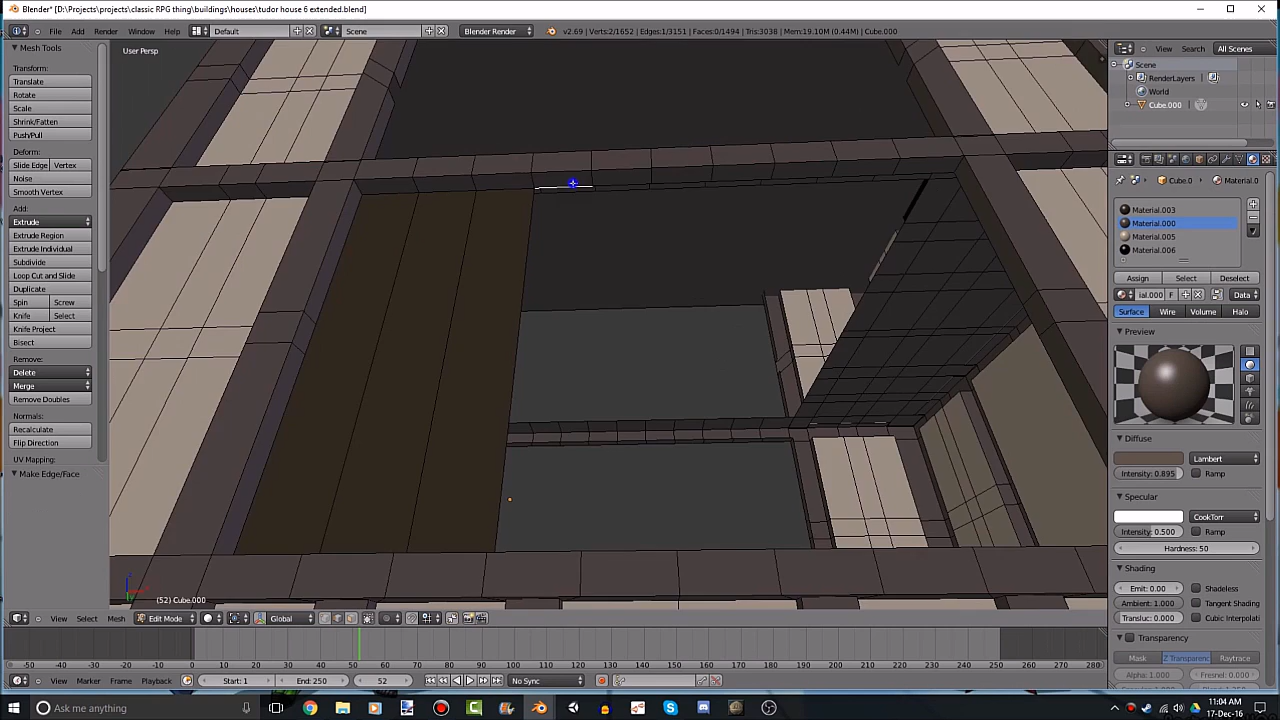 Blender* [D:\Projects\projects\classic RPG thing\buildings\houses\tudor house 6 extended.blend]
File Add Render Window Help Default Scene Blender Render v2.69 | Verts:2/1652 | Edges:1/3151 | Faces:0/1494 | Tris:3038 | Mem:19.10M (0.44M) | Cube.000
Mesh Tools
User Persp
View Search All Scenes
Transform:
Translate
Rotate
Scale
Shrink/Fatten
Push/Pull
Deform:
Slide Edge Vertex
Noise
Smooth Vertex
Add:
Extrude
Extrude Region
Extrude Individual
Subdivide
Loop Cut and Slide
Duplicate
Spin Screw
Knife Select
Knife Project
Bisect
Remove:
Delete
Merge
Remove Doubles
Normals:
Recalculate
Flip Direction
UV Mapping:
Make Edge/Face
Scene
RenderLayers
World
Cube.000
Cube.0 Material.0
Material.003
Material.000
Material.005
Material.006
Assign Select Deselect
ial.000 F Data
Surface Wire Volume Halo
Preview
Diffuse
Lambert
Intensity: 0.895 Ramp
Specular
CookTorr
Intensity: 0.500 Ramp
Hardness: 50
Shading
Emit: 0.00 Shadeless
Ambient: 1.000 Tangent Shading
Transluc: 0.000 Cubic Interpolati
Transparency
Mask Z Transparenc Raytrace
Alpha: 1.000 Fresnel: 0.000
(52) Cube.000
View Select Mesh Edit Mode Global
-50 -40 -30 -20 -10 0 10 20 30 40 50 60 70 80 90 100 110 120 130 140 150 160 170 180 190 200 210 220 230 240 250 260 270 280
View Marker Frame Playback Start: 1 End: 250 52 No Sync
Ask me anything
11:04 AM
17-Dec-16